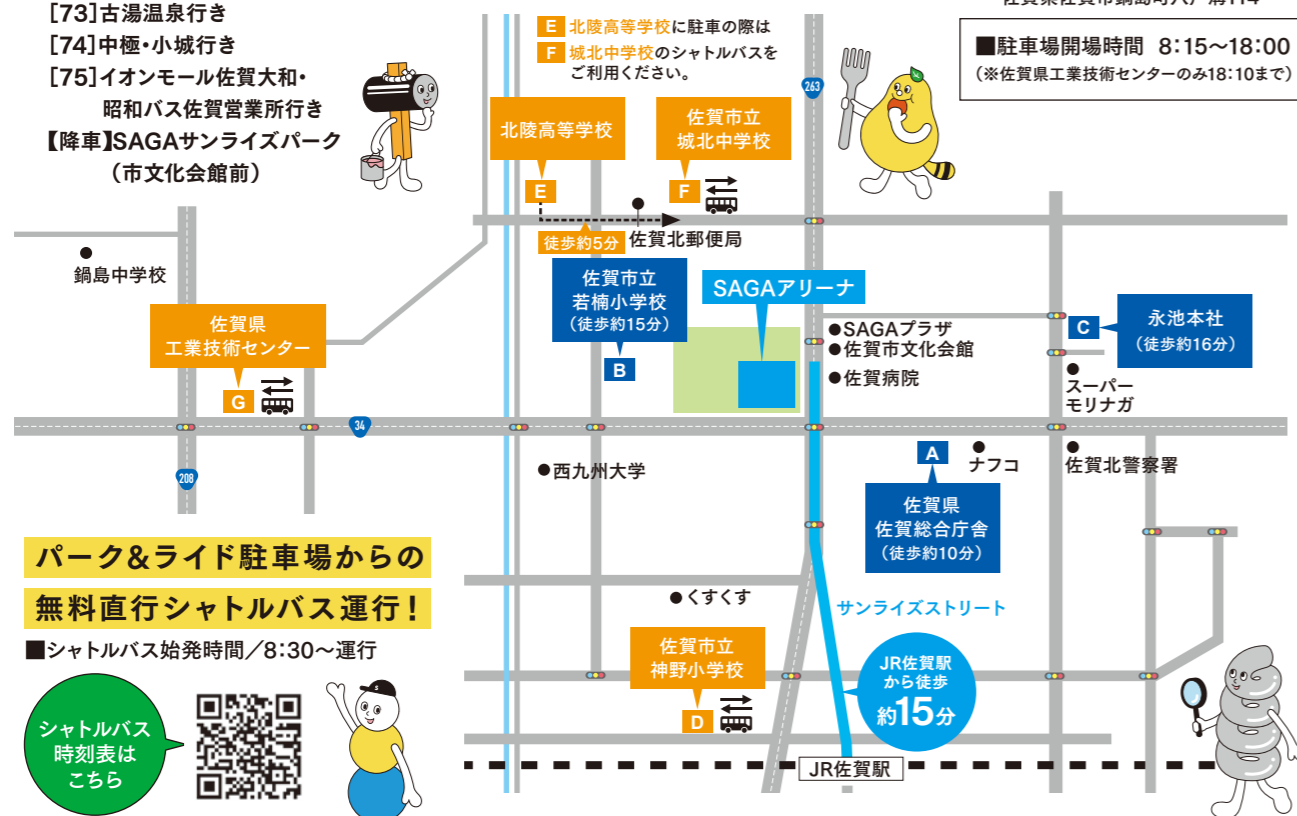 [73]古湯温泉行き
[74]中極・小城行き
[75]イオンモール佐賀大和・
昭和バス佐賀営業所行き
【降車】SAGAサンライズパーク
(市文化会館前)
E 北陵高等学校に駐車の際は
F 城北中学校のシャトルバスを
ご利用ください。
■駐車場開場時間 8:15〜18:00
(※佐賀県工業技術センターのみ18:10まで)
263
北陵高等学校
E
佐賀市立
城北中学校
F
徒歩約5分
佐賀北郵便局
鍋島中学校
佐賀県
工業技術センター
G
佐賀市立
若楠小学校
(徒歩約15分)
B
SAGAアリーナ
●SAGAプラザ
●佐賀市文化会館
●佐賀病院
C
永池本社
(徒歩約16分)
スーパー
モリナガ
34
208
●西九州大学
A
佐賀県
佐賀総合庁舎
(徒歩約10分)
ナフコ
佐賀北警察署
パーク&ライド駐車場からの
無料直行シャトルバス運行!
■シャトルバス始発時間/8:30〜運行
シャトルバス
時刻表は
こちら
●くすくす
サンライズストリート
佐賀市立
神野小学校
D
JR佐賀駅
から徒歩
約15分
JR佐賀駅